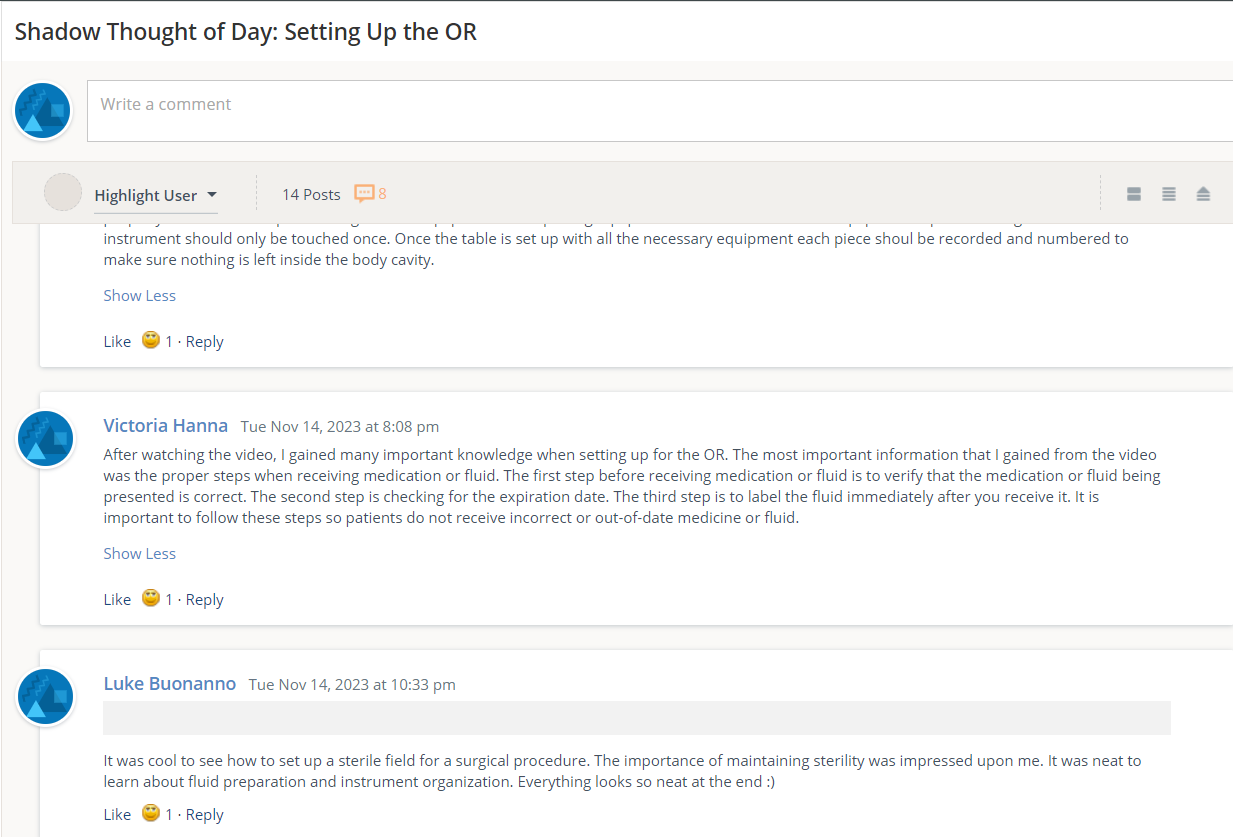 Shadow Thought of Day: Setting Up the OR
Write a comment
Highlight User
14 Posts
8
instrument should only be touched once. Once the table is set up with all the necessary equipment each piece shoul be recorded and numbered to
make sure nothing is left inside the body cavity.
Show Less
Like 1 · Reply
Victoria Hanna Tue Nov 14, 2023 at 8:08 pm
After watching the video, I gained many important knowledge when setting up for the OR. The most important information that I gained from the video
was the proper steps when receiving medication or fluid. The first step before receiving medication or fluid is to verify that the medication or fluid being
presented is correct. The second step is checking for the expiration date. The third step is to label the fluid immediately after you receive it. It is
important to follow these steps so patients do not receive incorrect or out-of-date medicine or fluid.
Show Less
Like 1 · Reply
Luke Buonanno Tue Nov 14, 2023 at 10:33 pm
It was cool to see how to set up a sterile field for a surgical procedure. The importance of maintaining sterility was impressed upon me. It was neat to
learn about fluid preparation and instrument organization. Everything looks so neat at the end :)
Like 1 · Reply